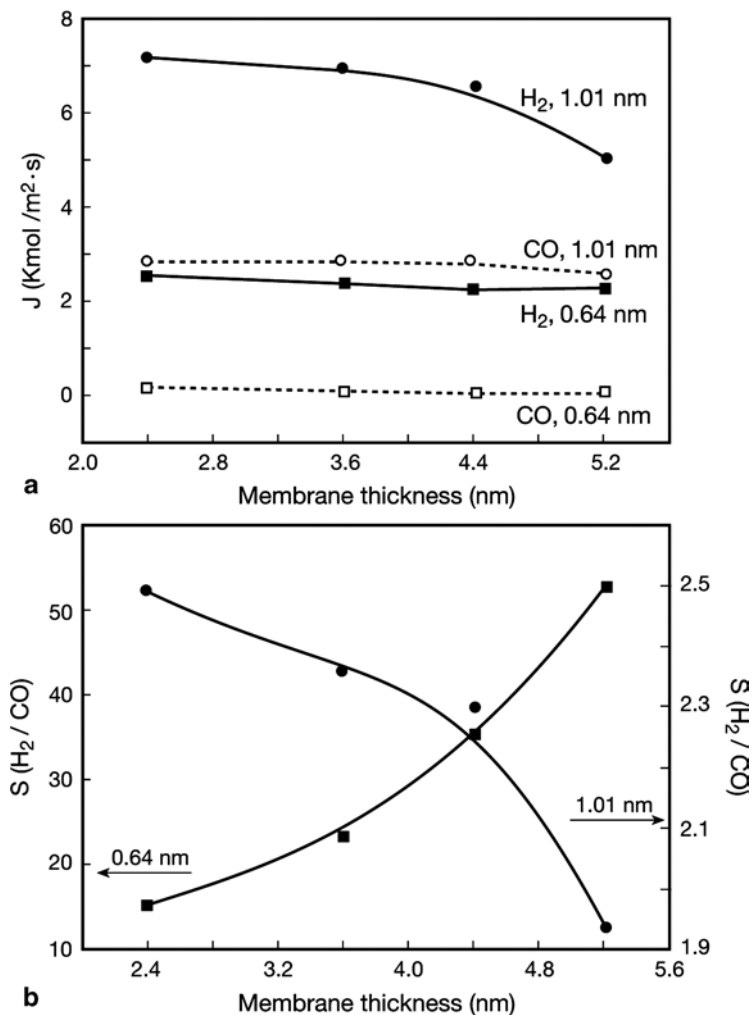 8
6
4
2
0
J (Kmol /m²·s)
H₂, 1.01 nm
CO, 1.01 nm
H₂, 0.64 nm
CO, 0.64 nm
2.0 2.8 3.6 4.4 5.2
a
Membrane thickness (nm)
60
50
40
30
20
10
S (H₂ / CO)
2.5
2.3
2.1
1.9
S (H₂ / CO)
0.64 nm
1.01 nm
2.4 3.2 4.0 4.8 5.6
b
Membrane thickness (nm)